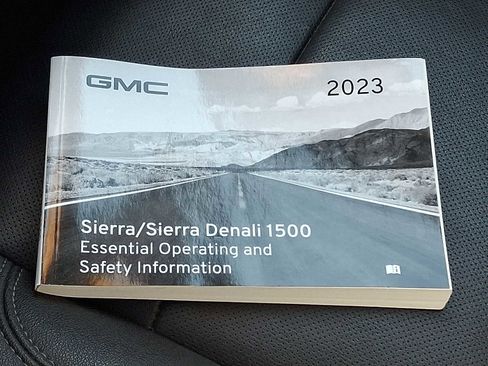 GMC
2023
Sierra/Sierra Denali 1500
Essential Operating and
Safety Information